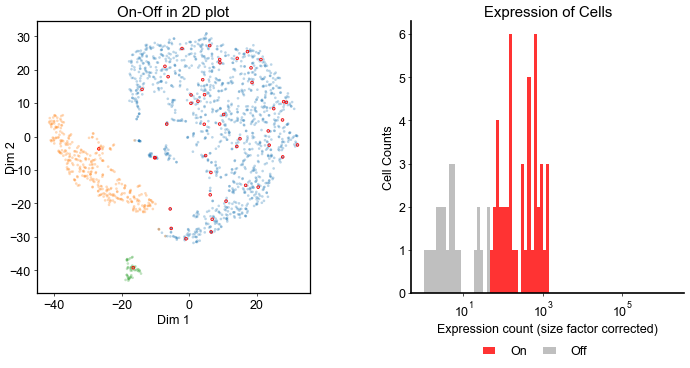 On-Off in 2D plot
30
20
10
0
−10
−20
−30
−40
Dim 2
−40 −20 0 20
Dim 1
Expression of Cells
6
5
4
3
2
1
0
Cell Counts
10^1 10^3 10^5
Expression count (size factor corrected)
On Off